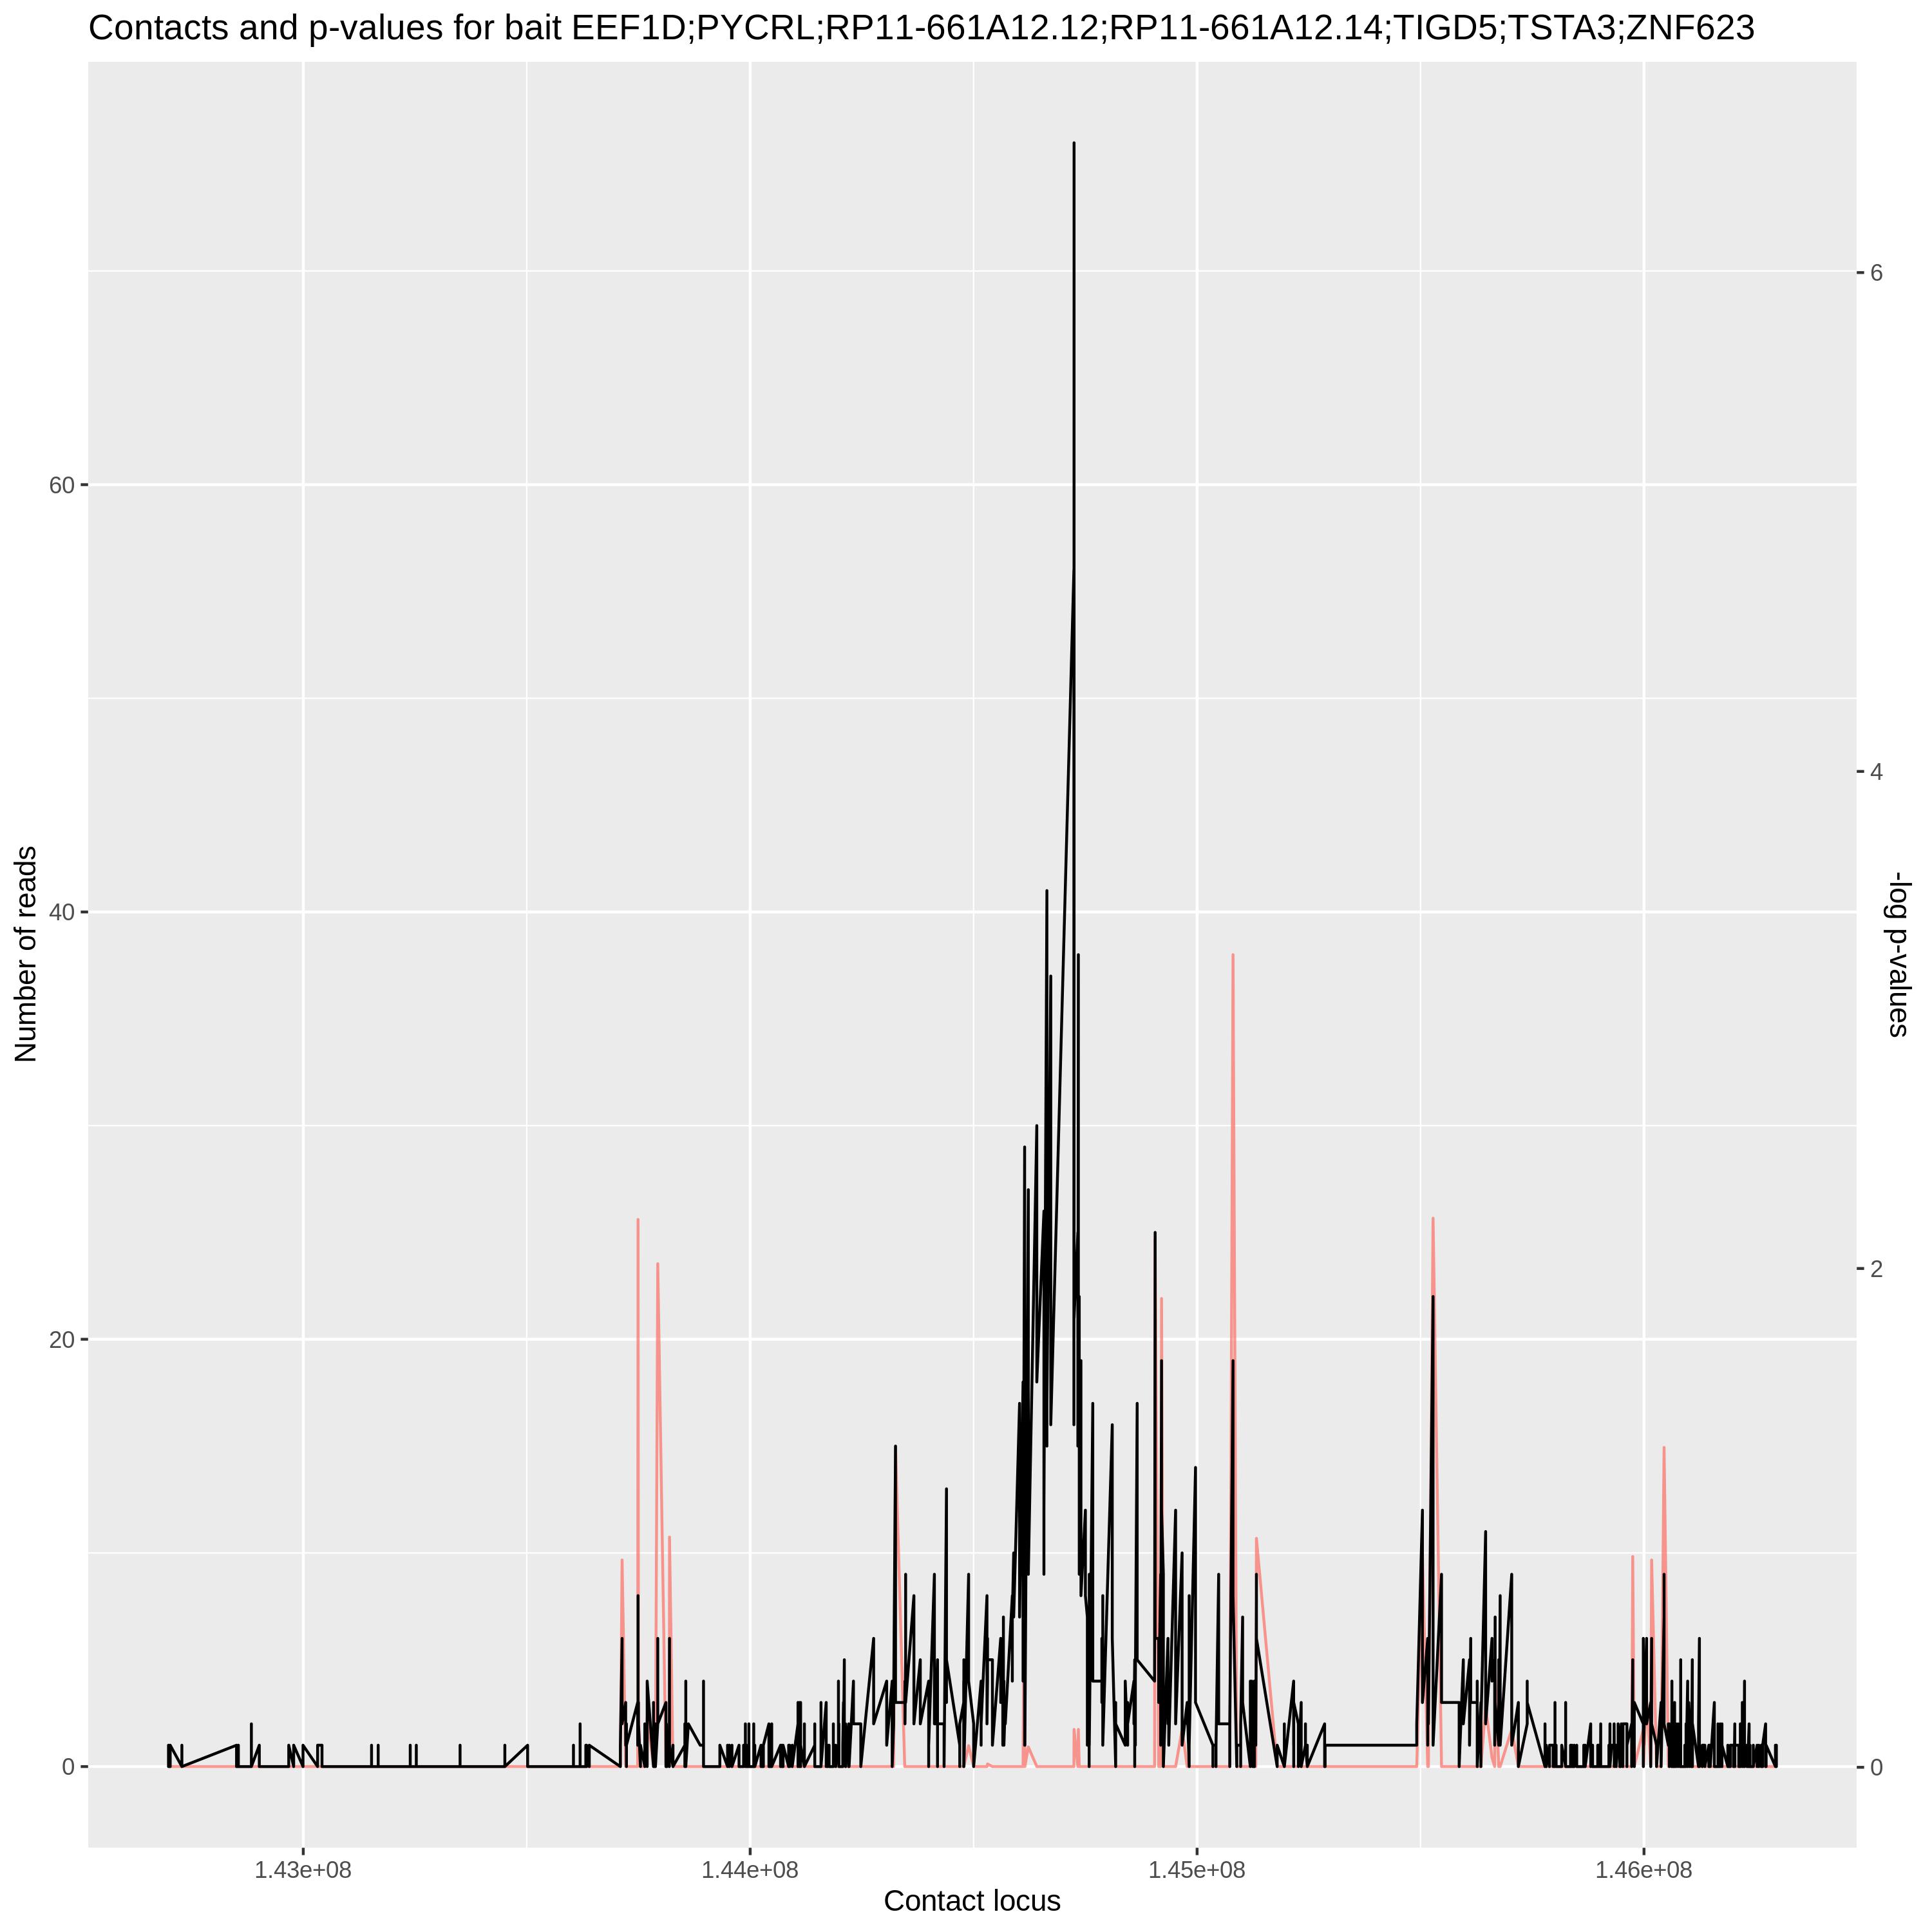 Contacts and p-values for bait EEF1D;PYCRL;RP11-661A12.12;RP11-661A12.14;TIGD5;TSTA3;ZNF623
Number of reads
60
40
20
0
6
4
2
0
-log p-values
1.43e+08
1.44e+08
1.45e+08
1.46e+08
Contact locus